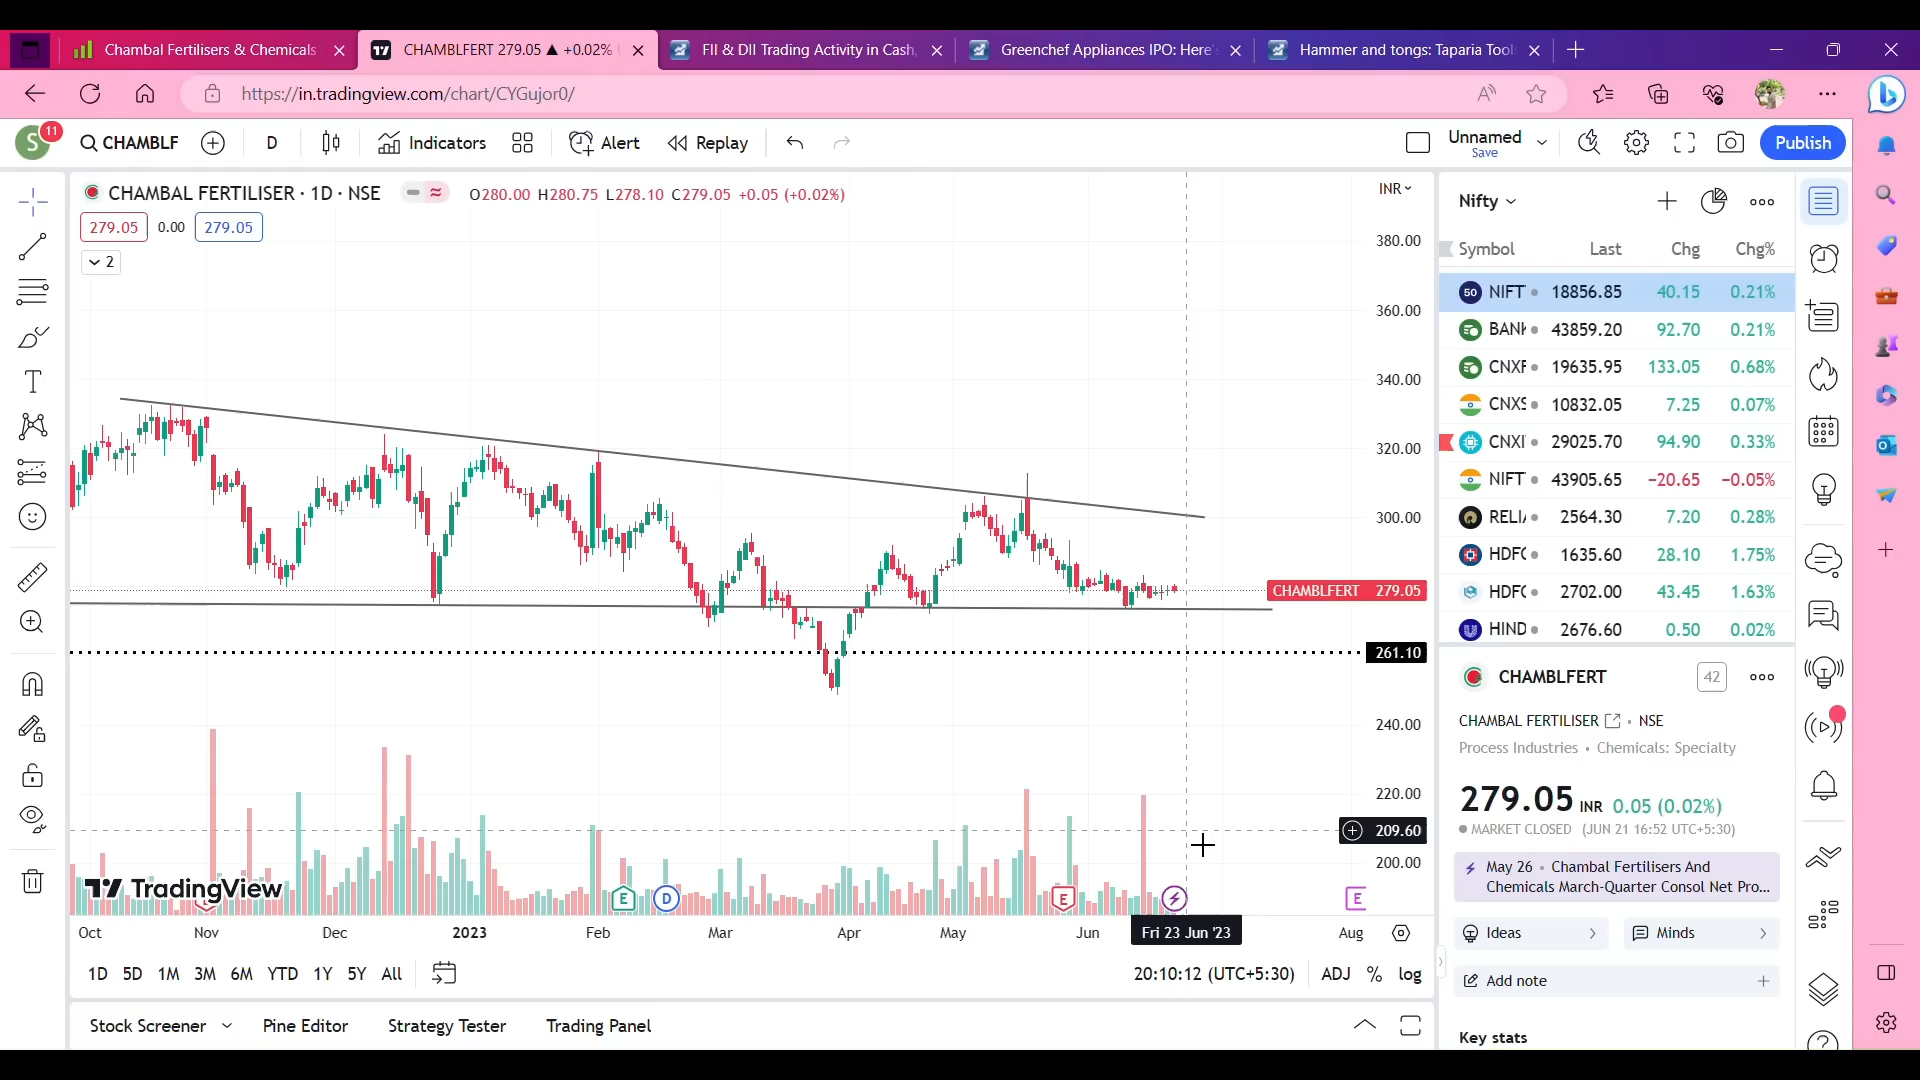 Chambal Fertilisers & Chemicals
CHAMBLFERT 279.05 ▲ +0.02%
FII & DII Trading Activity in Cash,
Greenchef Appliances IPO: Here's
Hammer and tongs: Taparia Tools
https://in.tradingview.com/chart/CYGujor0/
S 11
CHAMBLF
D
Indicators
Alert
Replay
Unnamed
Save
Publish
CHAMBAL FERTILISER · 1D · NSE
O280.00 H280.75 L278.10 C279.05 +0.05 (+0.02%)
279.05 0.00 279.05
2
INR
380.00
360.00
340.00
320.00
300.00
CHAMBLFERT 279.05
261.10
240.00
220.00
209.60
200.00
TradingView
E D E E
Oct Nov Dec 2023 Feb Mar Apr May Jun Fri 23 Jun '23 Aug
1D 5D 1M 3M 6M YTD 1Y 5Y All
20:10:12 (UTC+5:30) ADJ % log
Stock Screener Pine Editor Strategy Tester Trading Panel
Nifty
Symbol Last Chg Chg%
50 NIFT 18856.85 40.15 0.21%
BANK 43859.20 92.70 0.21%
CNXF 19635.95 133.05 0.68%
CNXS 10832.05 7.25 0.07%
CNXI 29025.70 94.90 0.33%
NIFT 43905.65 −20.65 −0.05%
RELI 2564.30 7.20 0.28%
HDFC 1635.60 28.10 1.75%
HDFC 2702.00 43.45 1.63%
HIND 2676.60 0.50 0.02%
CHAMBLFERT 42
CHAMBAL FERTILISER · NSE
Process Industries • Chemicals: Specialty
279.05 INR 0.05 (0.02%)
MARKET CLOSED (JUN 21 16:52 UTC+5:30)
May 26 · Chambal Fertilisers And
Chemicals March-Quarter Consol Net Pro...
Ideas
Minds
Add note
Key stats